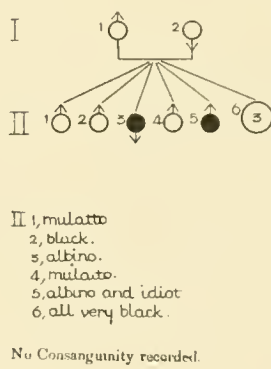 I 1 2
II 1 2 3 4 5 6 3
II 1, mulatto
2, black.
3, albino.
4, mulatto.
5, albino and idiot
6, all very black.
No Consanguinity recorded.